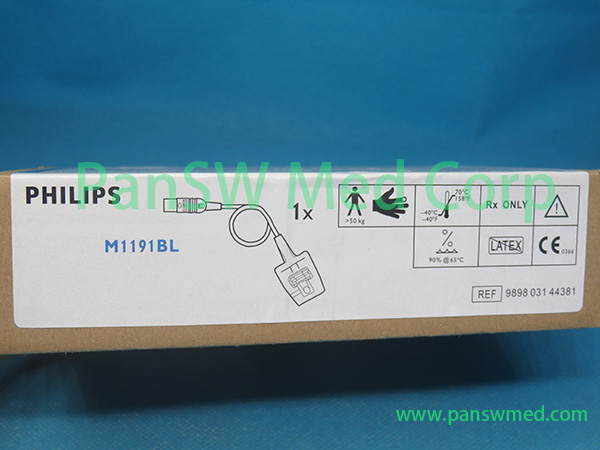 PanSW Med Corp
PHILIPS
M1191BL
1x
>50 kg
70°C
158°F
-40°C
-40°F
Rx ONLY
90% @ 65°C
LATEX
CE 0366
REF 9898 031 44381
www.panswmed.com